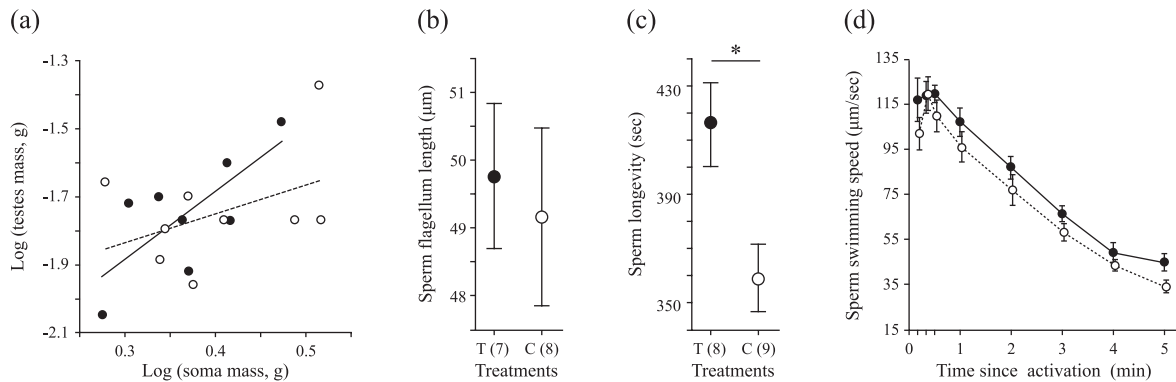 (a)
Log (testes mass, g)
-1.3
-1.5
-1.7
-1.9
-2.1
0.3 0.4 0.5
Log (soma mass, g)
(b)
Sperm flagellum length (μm)
51
50
49
48
T (7) C (8)
Treatments
(c)
*
Sperm longevity (sec)
430
390
350
T (8) C (9)
Treatments
(d)
Sperm swimming speed (μm/sec)
135
115
95
75
55
35
15
0 1 2 3 4 5
Time since activation (min)